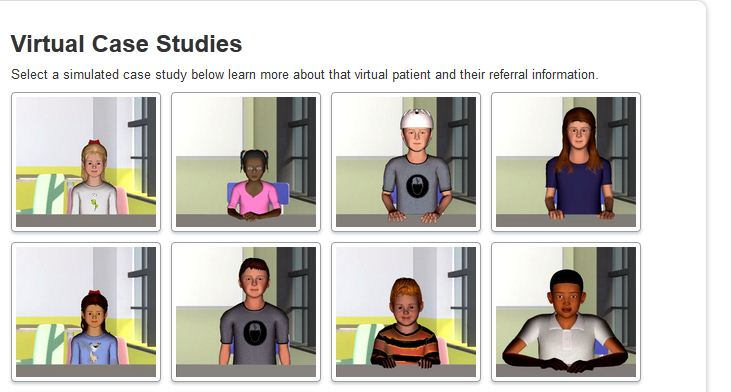 Virtual Case Studies
Select a simulated case study below learn more about that virtual patient and their referral information.